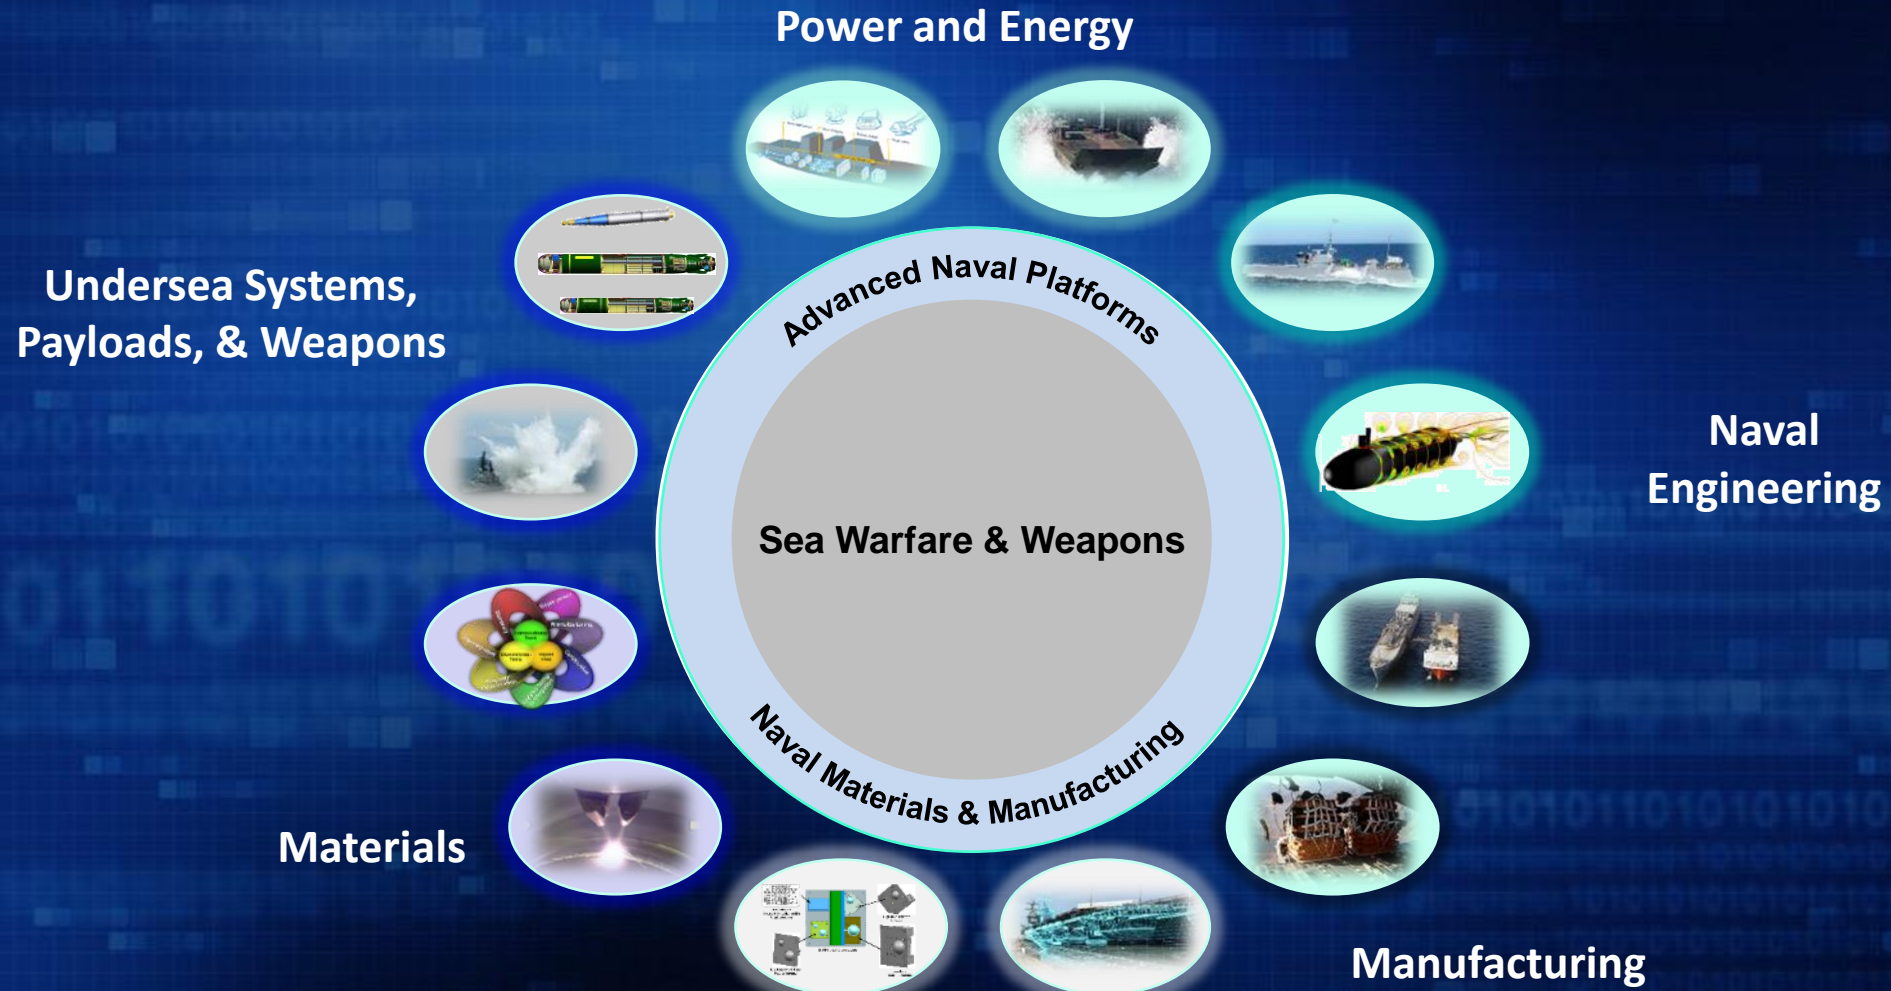 Power and Energy
Undersea Systems,
Payloads, & Weapons
Advanced Naval Platforms
Naval
Engineering
Sea Warfare & Weapons
Naval Materials & Manufacturing
Materials
Manufacturing